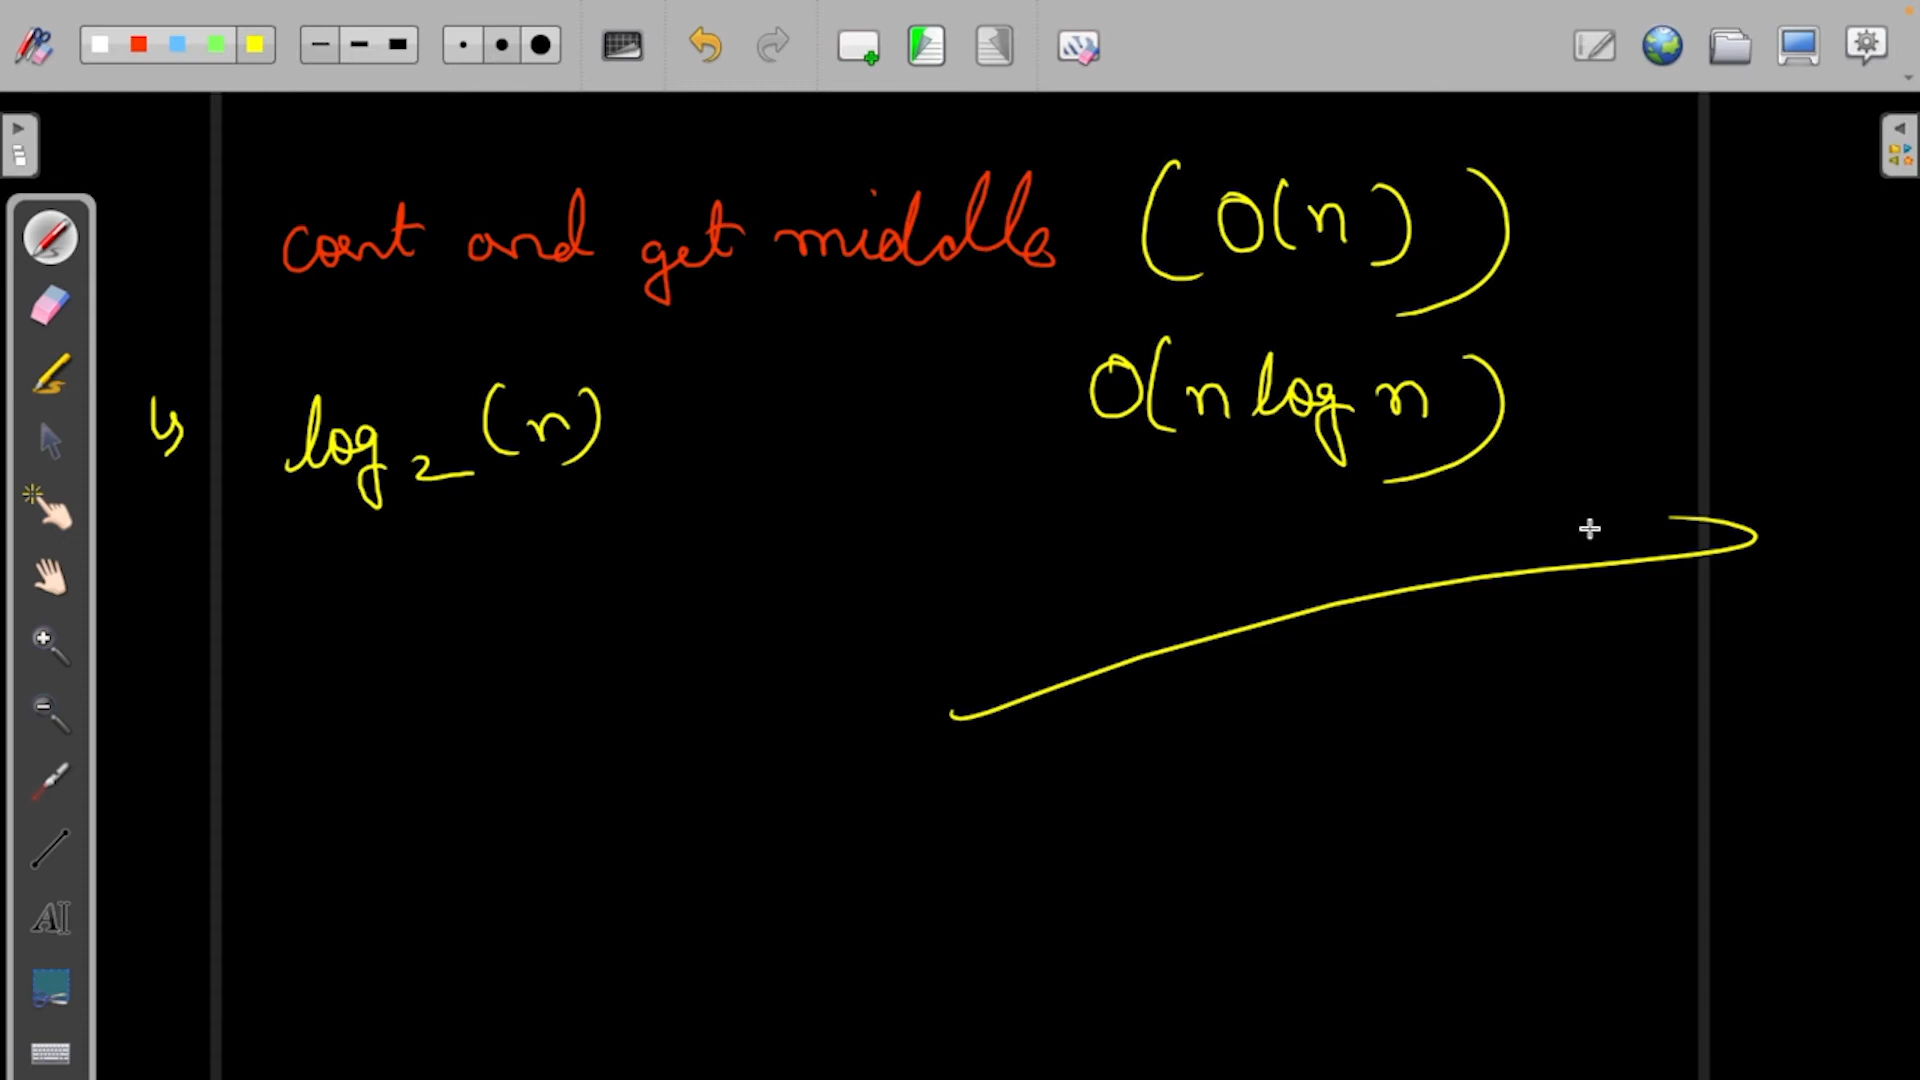 count and get middle (O(n))
↳ log₂(n) O(n log n)